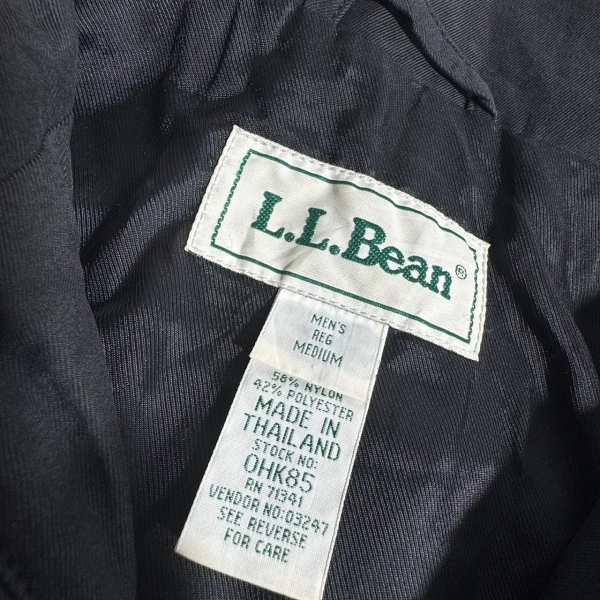 L.L.Bean®
MEN'S
REG
MEDIUM
58% NYLON
42% POLYESTER
MADE IN
THAILAND
STOCK NO:
OHK85
RN 71341
VENDOR NO:03247
SEE REVERSE
FOR CARE